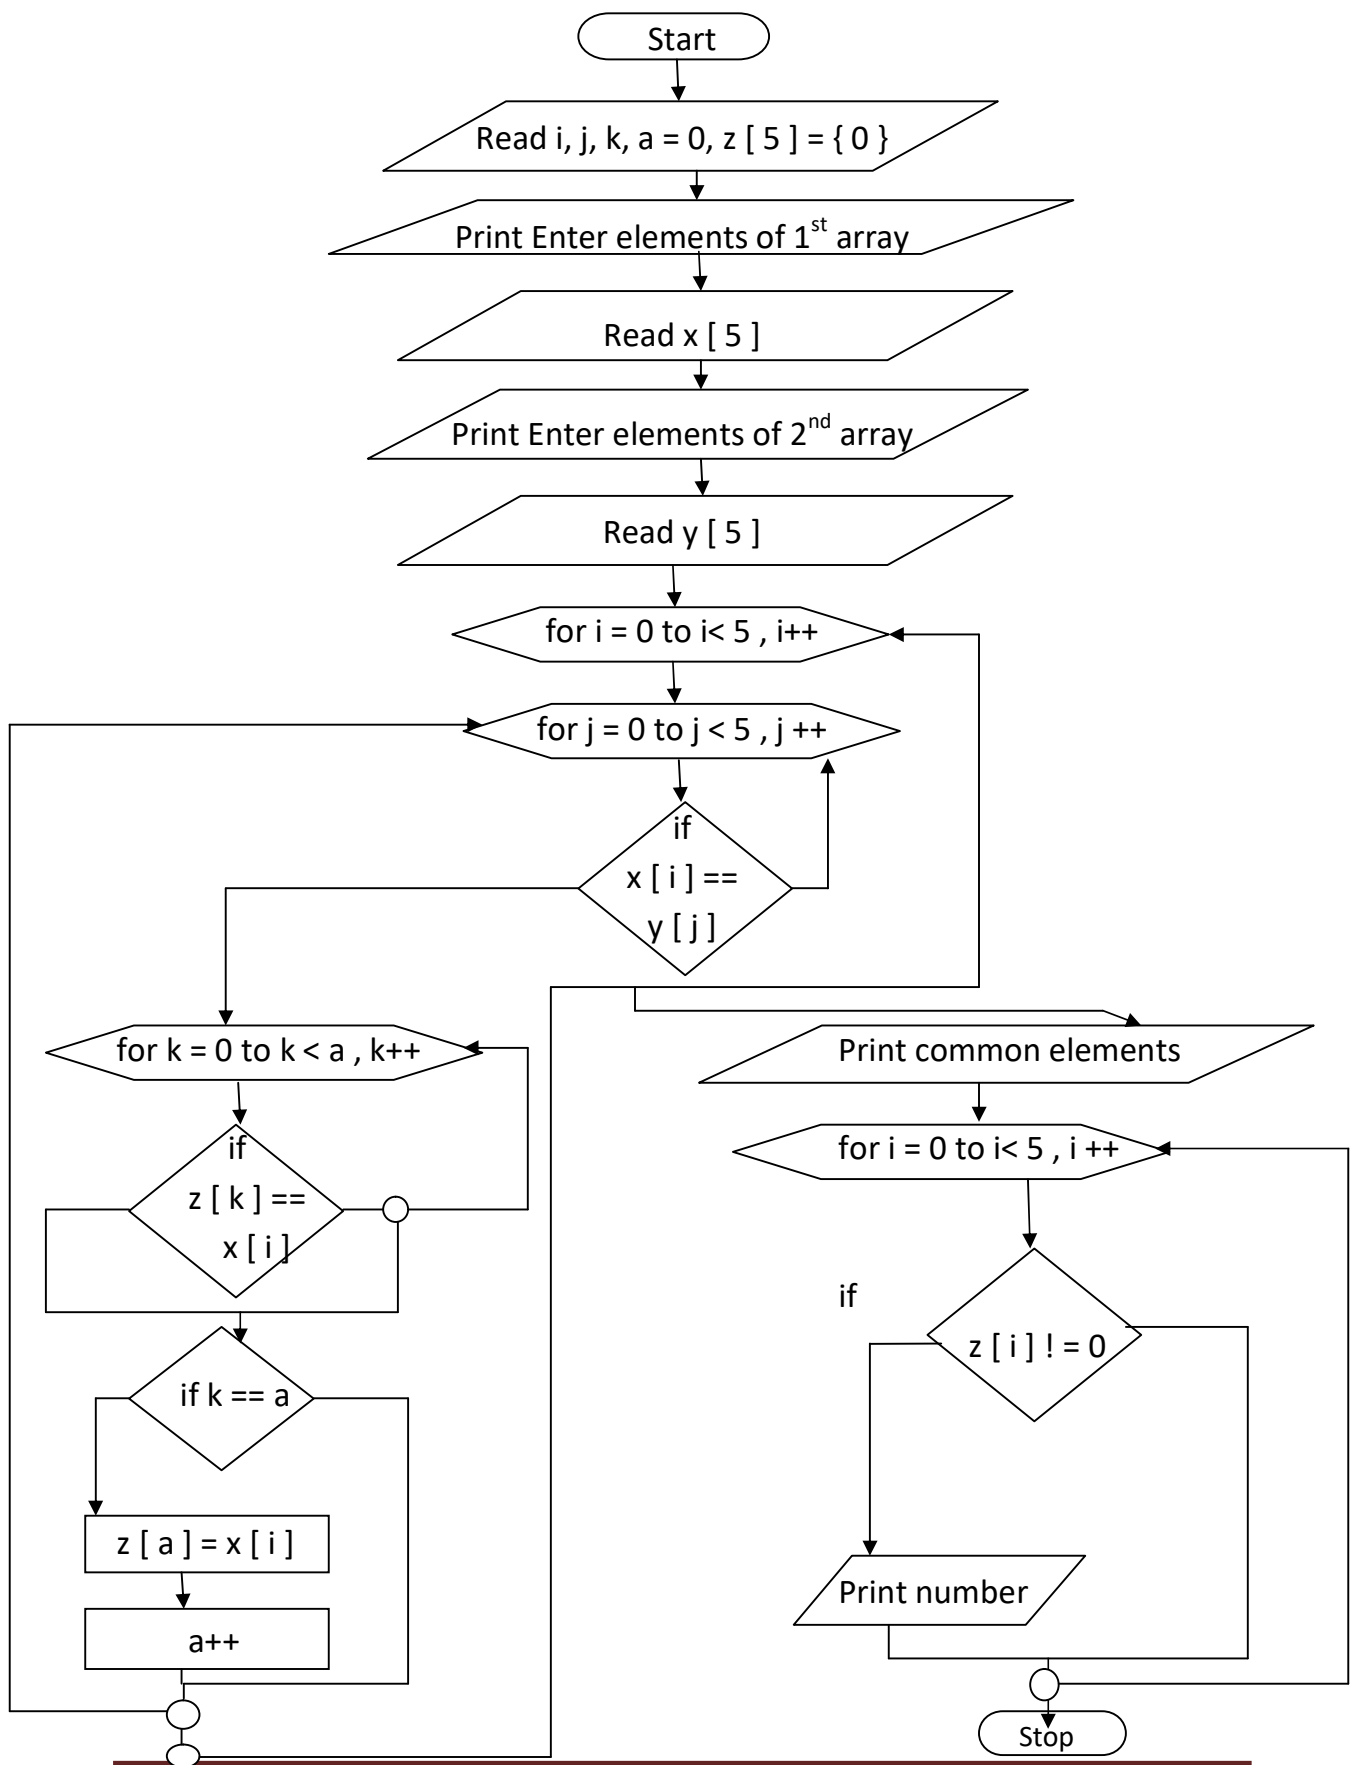 Start
Read i, j, k, a = 0, z [ 5 ] = { 0 }
Print Enter elements of 1st array
Read x [ 5 ]
Print Enter elements of 2nd array
Read y [ 5 ]
for i = 0 to i< 5 , i++
for j = 0 to j < 5 , j ++
if
x [ i ] ==
y [ j ]
for k = 0 to k < a , k++
if
z [ k ] ==
x [ i ]
if k == a
z [ a ] = x [ i ]
a++
Print common elements
for i = 0 to i< 5 , i ++
if
z [ i ] ! = 0
Print number
Stop